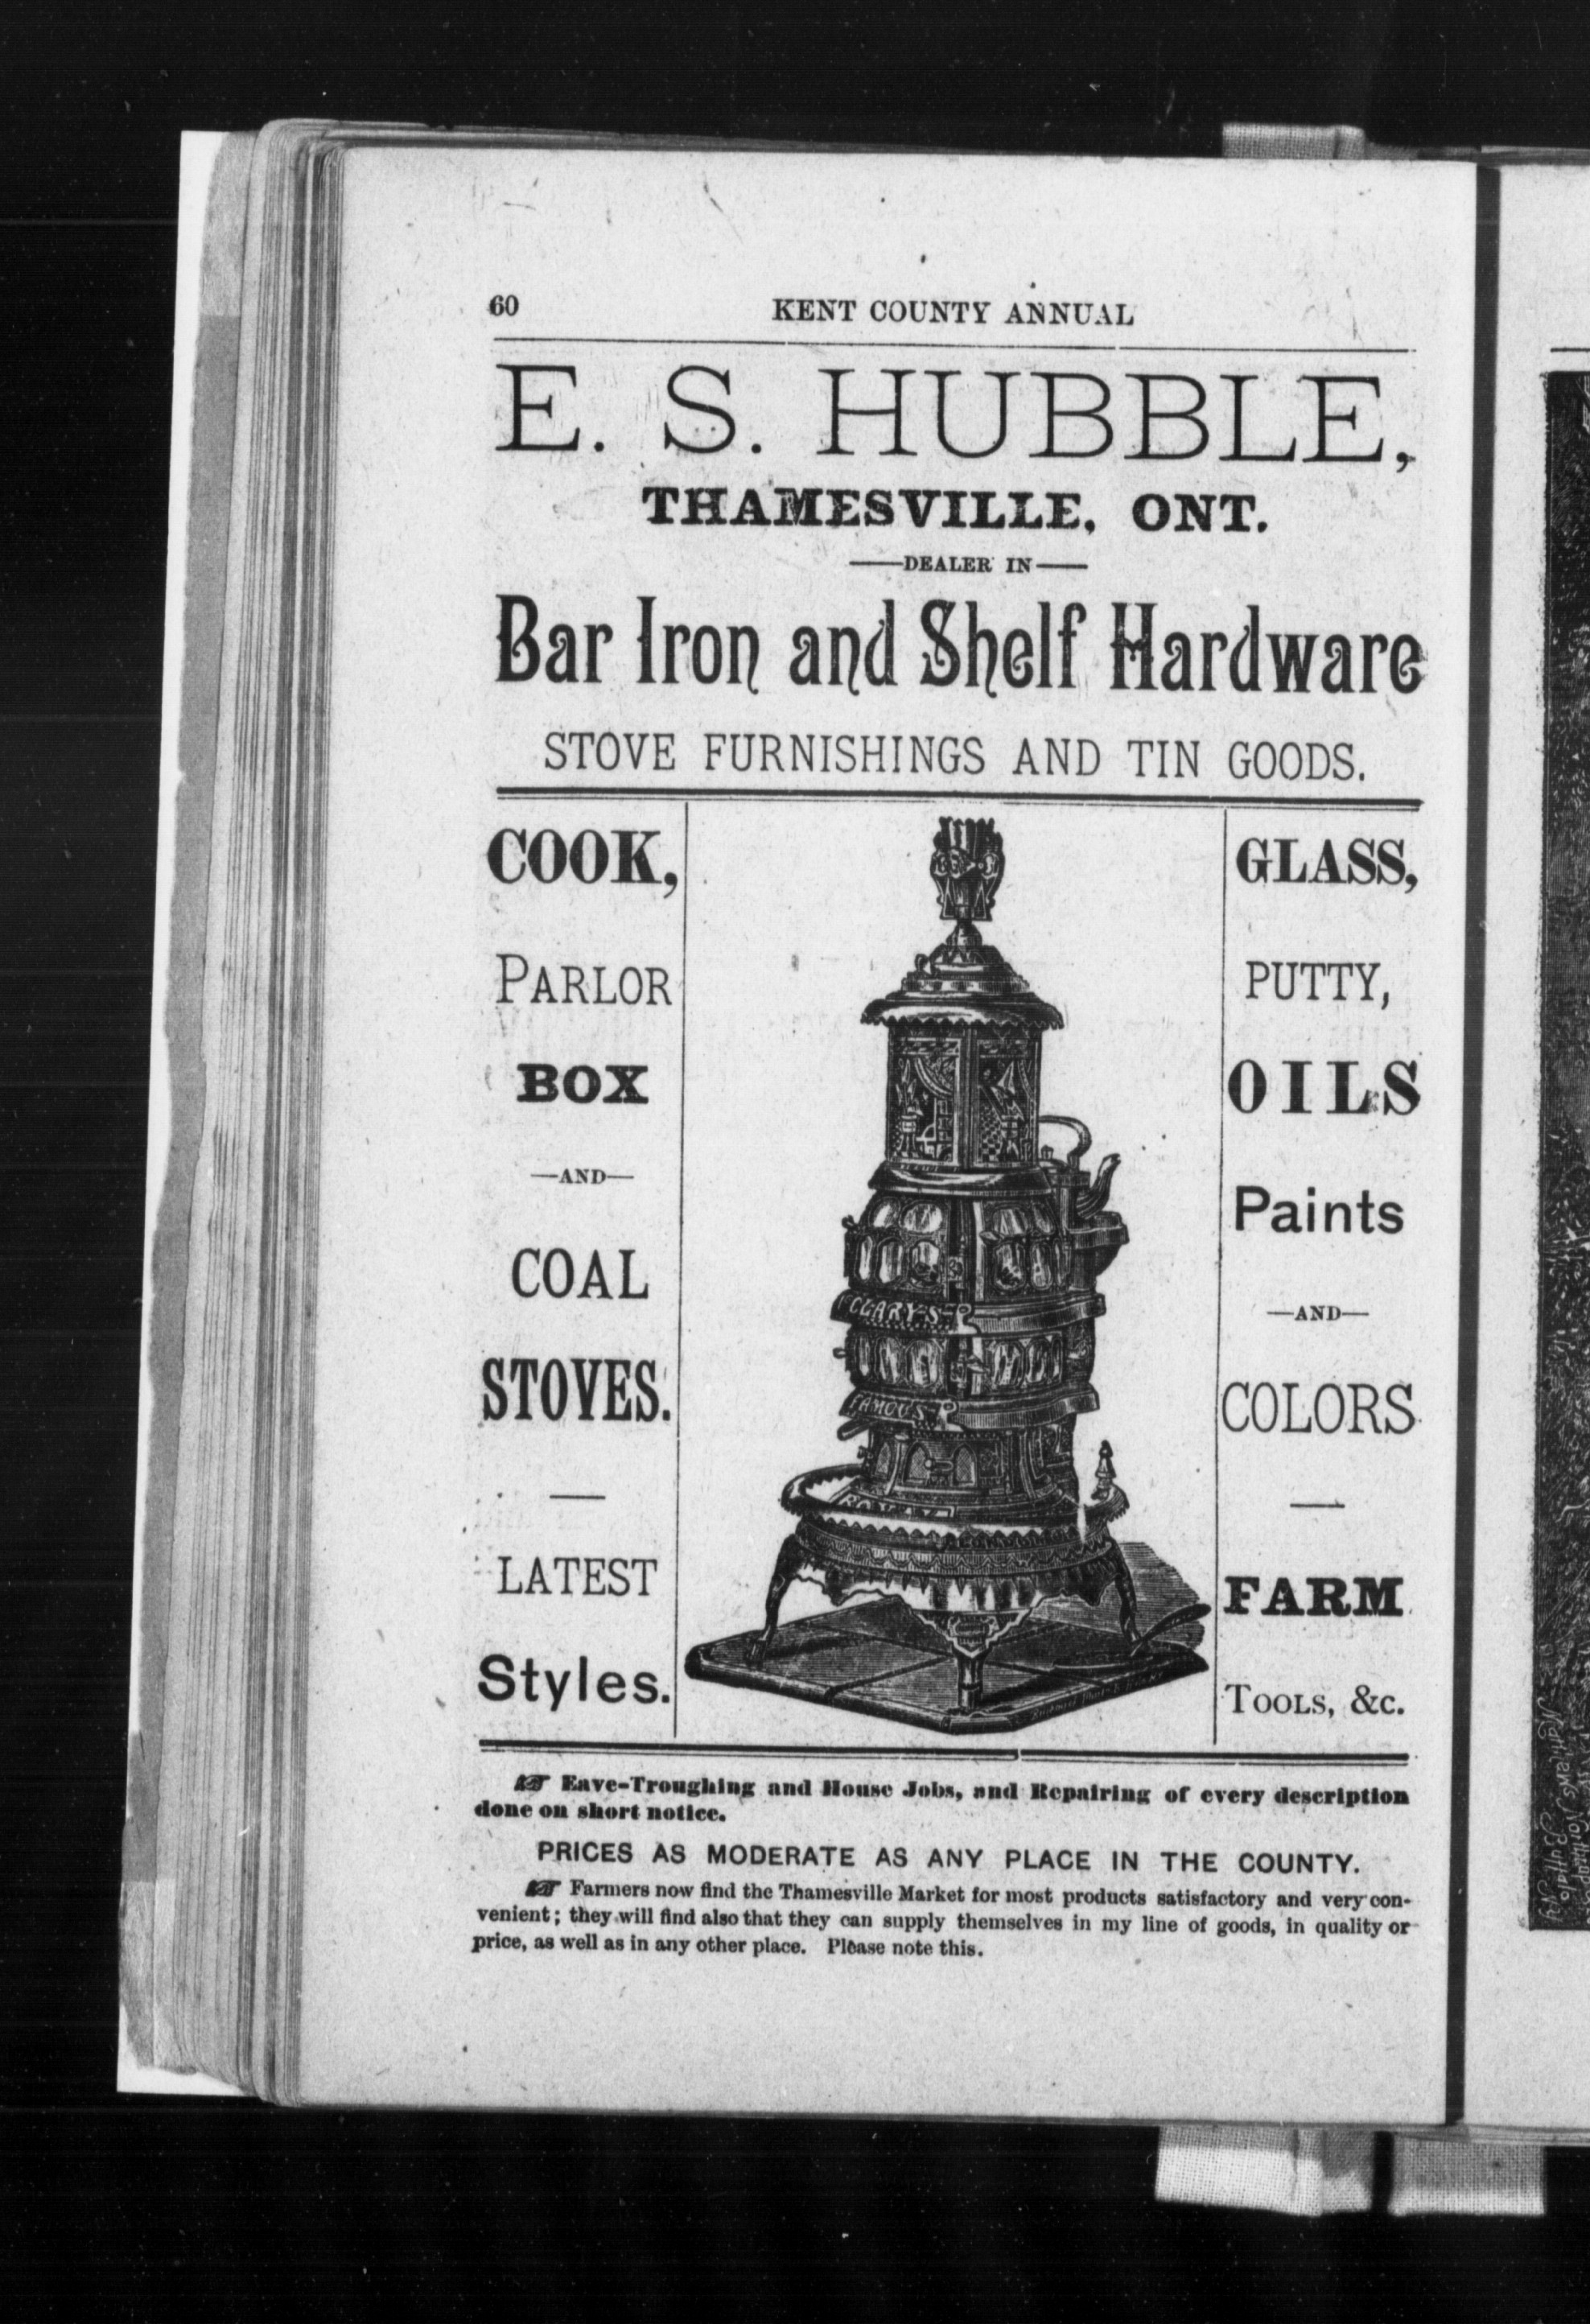 60
KENT COUNTY ANNUAL
E. S. HUBBLE,
THAMESVILLE, ONT.
—DEALER IN—
Bar Iron and Shelf Hardware
STOVE FURNISHINGS AND TIN GOODS.
COOK,
PARLOR
BOX
—AND—
COAL
STOVES.
—
LATEST
Styles.
CLARY'S
FAMOUS
ROYAL
GLASS,
PUTTY,
OILS
Paints
—AND—
COLORS
—
FARM
TOOLS, &c.
☞ Eave-Troughing and House Jobs, and Repairing of every description
done on short notice.
PRICES AS MODERATE AS ANY PLACE IN THE COUNTY.
☞ Farmers now find the Thamesville Market for most products satisfactory and very con-
venient; they will find also that they can supply themselves in my line of goods, in quality or
price, as well as in any other place. Please note this.